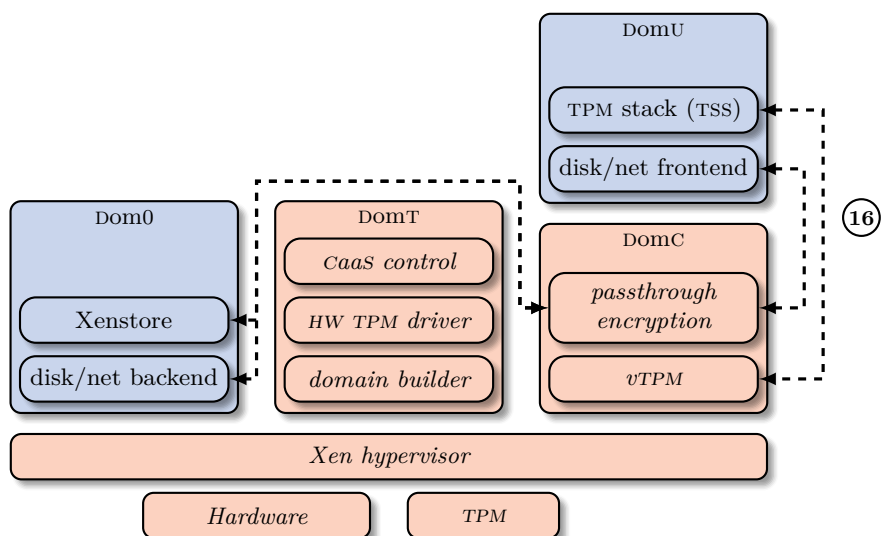 DomU
TPM stack (TSS)
disk/net frontend
16
Dom0
Xenstore
disk/net backend
DomT
CaaS control
HW TPM driver
domain builder
DomC
passthrough
encryption
vTPM
Xen hypervisor
Hardware
TPM